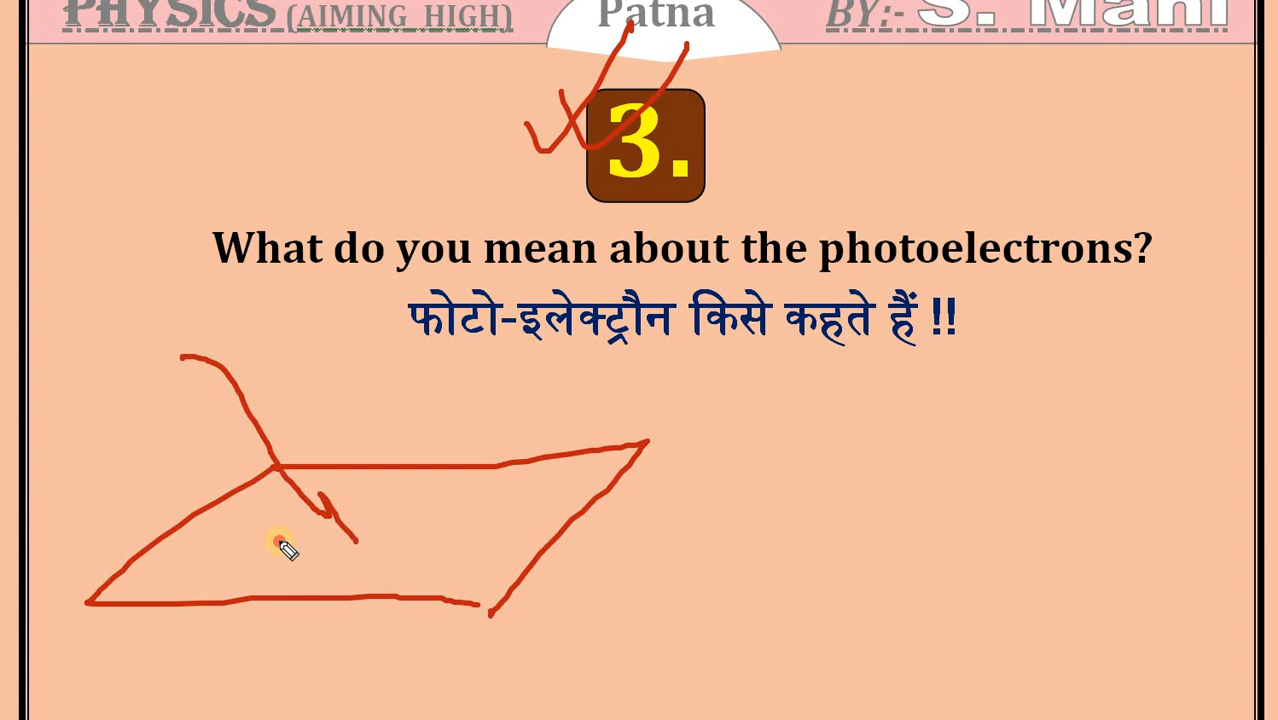 PHYSICS (AIMING HIGH) Patna BY:- S. Mani
3.
What do you mean about the photoelectrons?
फोटो-इलेक्ट्रौन किसे कहते हैं !!